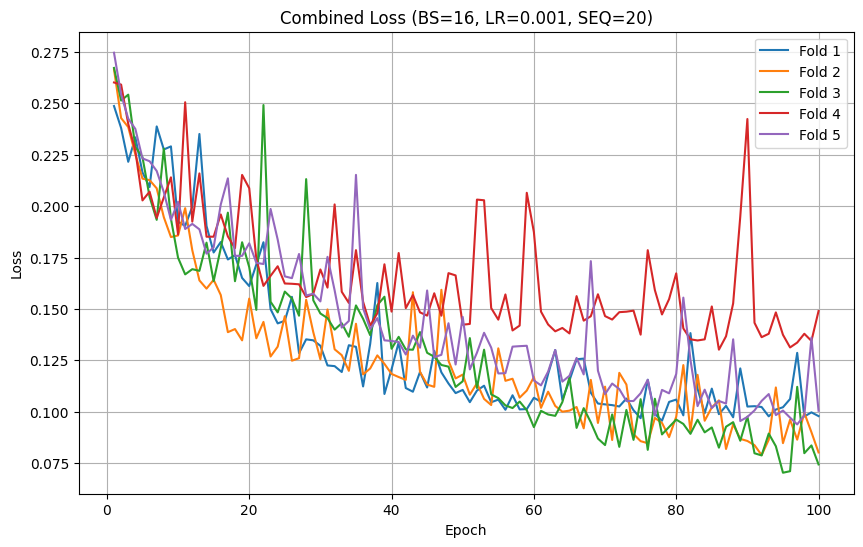 Combined Loss (BS=16, LR=0.001, SEQ=20)
Fold 1
Fold 2
Fold 3
Fold 4
Fold 5
0.275
0.250
0.225
0.200
0.175
0.150
0.125
0.100
0.075
Loss
0
20
40
60
80
100
Epoch